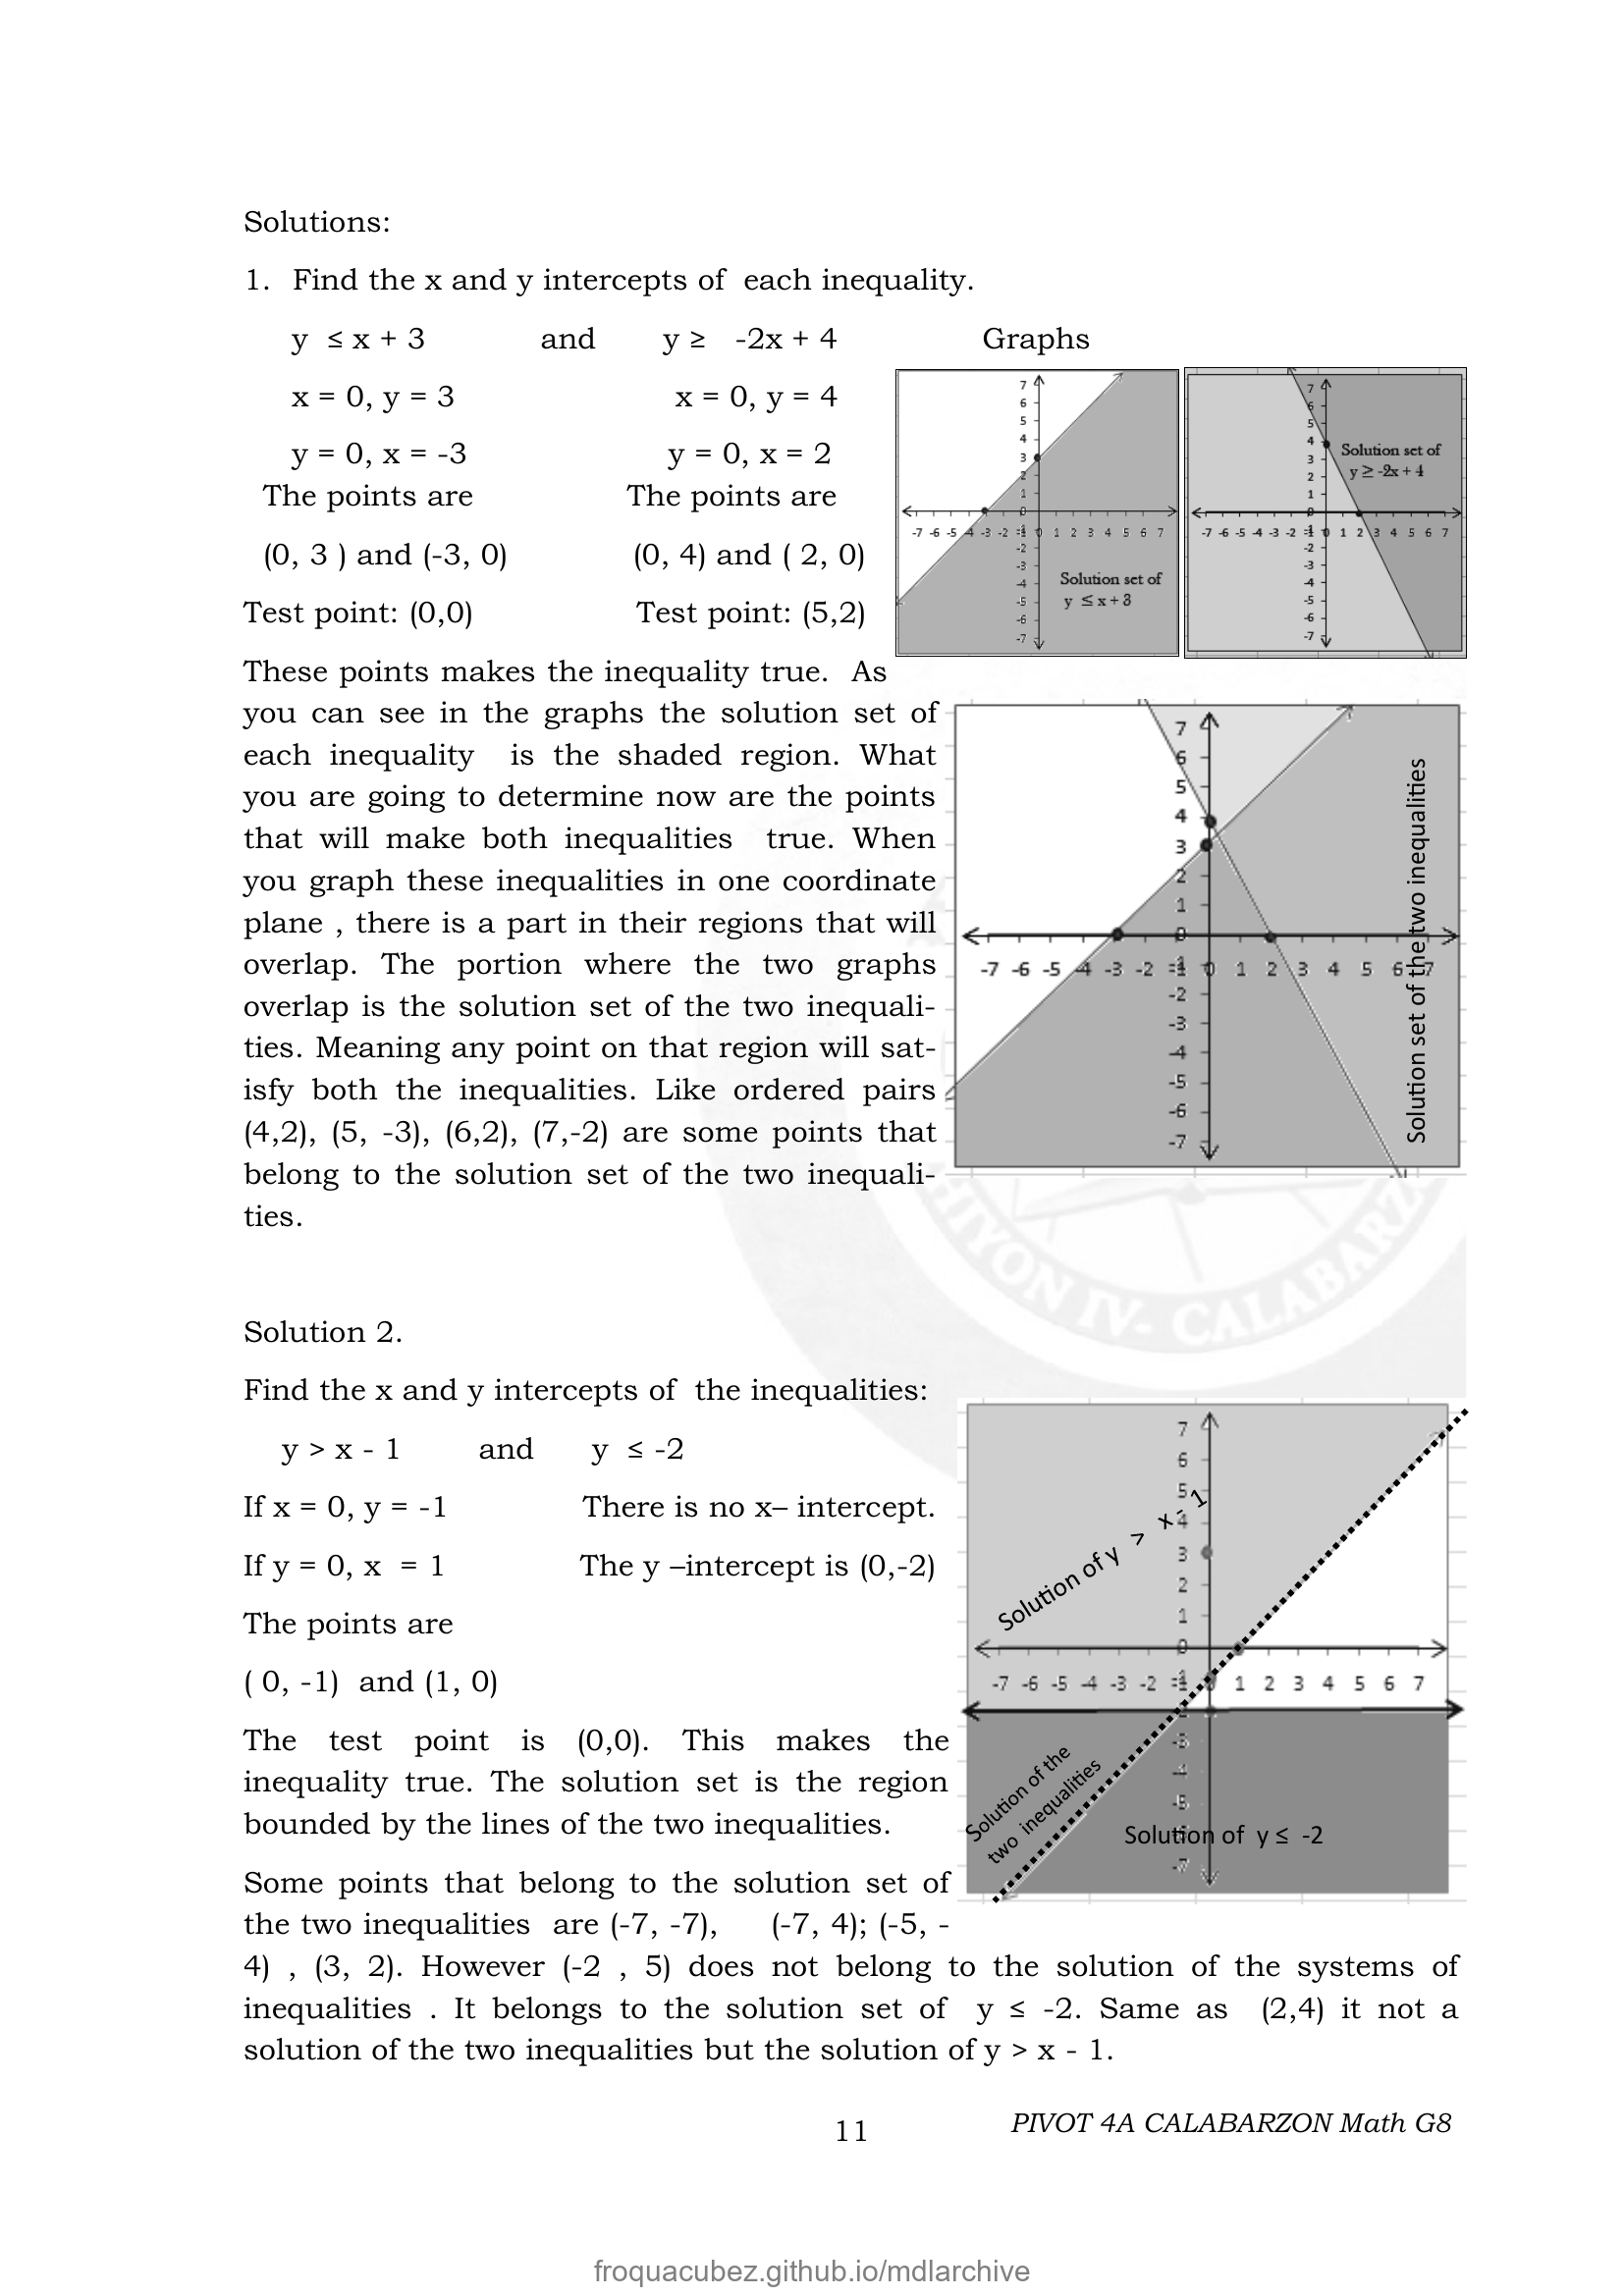 Solutions:
1. Find the x and y intercepts of each inequality.
y ≤ x + 3 and y ≥ -2x + 4 Graphs
x = 0, y = 3 x = 0, y = 4
y = 0, x = -3 y = 0, x = 2
The points are The points are
(0, 3 ) and (-3, 0) (0, 4) and ( 2, 0)
Test point: (0,0) Test point: (5,2)
7
6
5
4
3
2
1
0
-7 -6 -5 -4 -3 -2 -1 0 1 2 3 4 5 6 7
-1
-2
-3
-4
-5
-6
-7
Solution set of
y ≤ x + 3
7
6
5
4
3
2
1
0
-7 -6 -5 -4 -3 -2 -1 0 1 2 3 4 5 6 7
-1
-2
-3
-4
-5
-6
-7
Solution set of
y ≥ -2x + 4
These points makes the inequality true. As
you can see in the graphs the solution set of
each inequality is the shaded region. What
you are going to determine now are the points
that will make both inequalities true. When
you graph these inequalities in one coordinate
plane , there is a part in their regions that will
overlap. The portion where the two graphs
overlap is the solution set of the two inequali-
ties. Meaning any point on that region will sat-
isfy both the inequalities. Like ordered pairs
(4,2), (5, -3), (6,2), (7,-2) are some points that
belong to the solution set of the two inequali-
ties.
7
6
5
4
3
2
1
0
-7 -6 -5 -4 -3 -2 -1 0 1 2 3 4 5 6 7
-1
-2
-3
-4
-5
-6
-7
Solution set of the two inequalities
HIYON IV- CALABARZ
Solution 2.
Find the x and y intercepts of the inequalities:
y > x - 1 and y ≤ -2
If x = 0, y = -1 There is no x– intercept.
If y = 0, x = 1 The y –intercept is (0,-2)
The points are
( 0, -1) and (1, 0)
The test point is (0,0). This makes the
inequality true. The solution set is the region
bounded by the lines of the two inequalities.
7
6
5
4
3
2
1
0
-7 -6 -5 -4 -3 -2 -1 0 1 2 3 4 5 6 7
-1
-3
-4
-5
-7
Solution of y > x - 1
Solution of the
two inequalities
Solution of y ≤ -2
Some points that belong to the solution set of
the two inequalities are (-7, -7), (-7, 4); (-5, -
4) , (3, 2). However (-2 , 5) does not belong to the solution of the systems of
inequalities . It belongs to the solution set of y ≤ -2. Same as (2,4) it not a
solution of the two inequalities but the solution of y > x - 1.
11
PIVOT 4A CALABARZON Math G8
froquacubez.github.io/mdlarchive